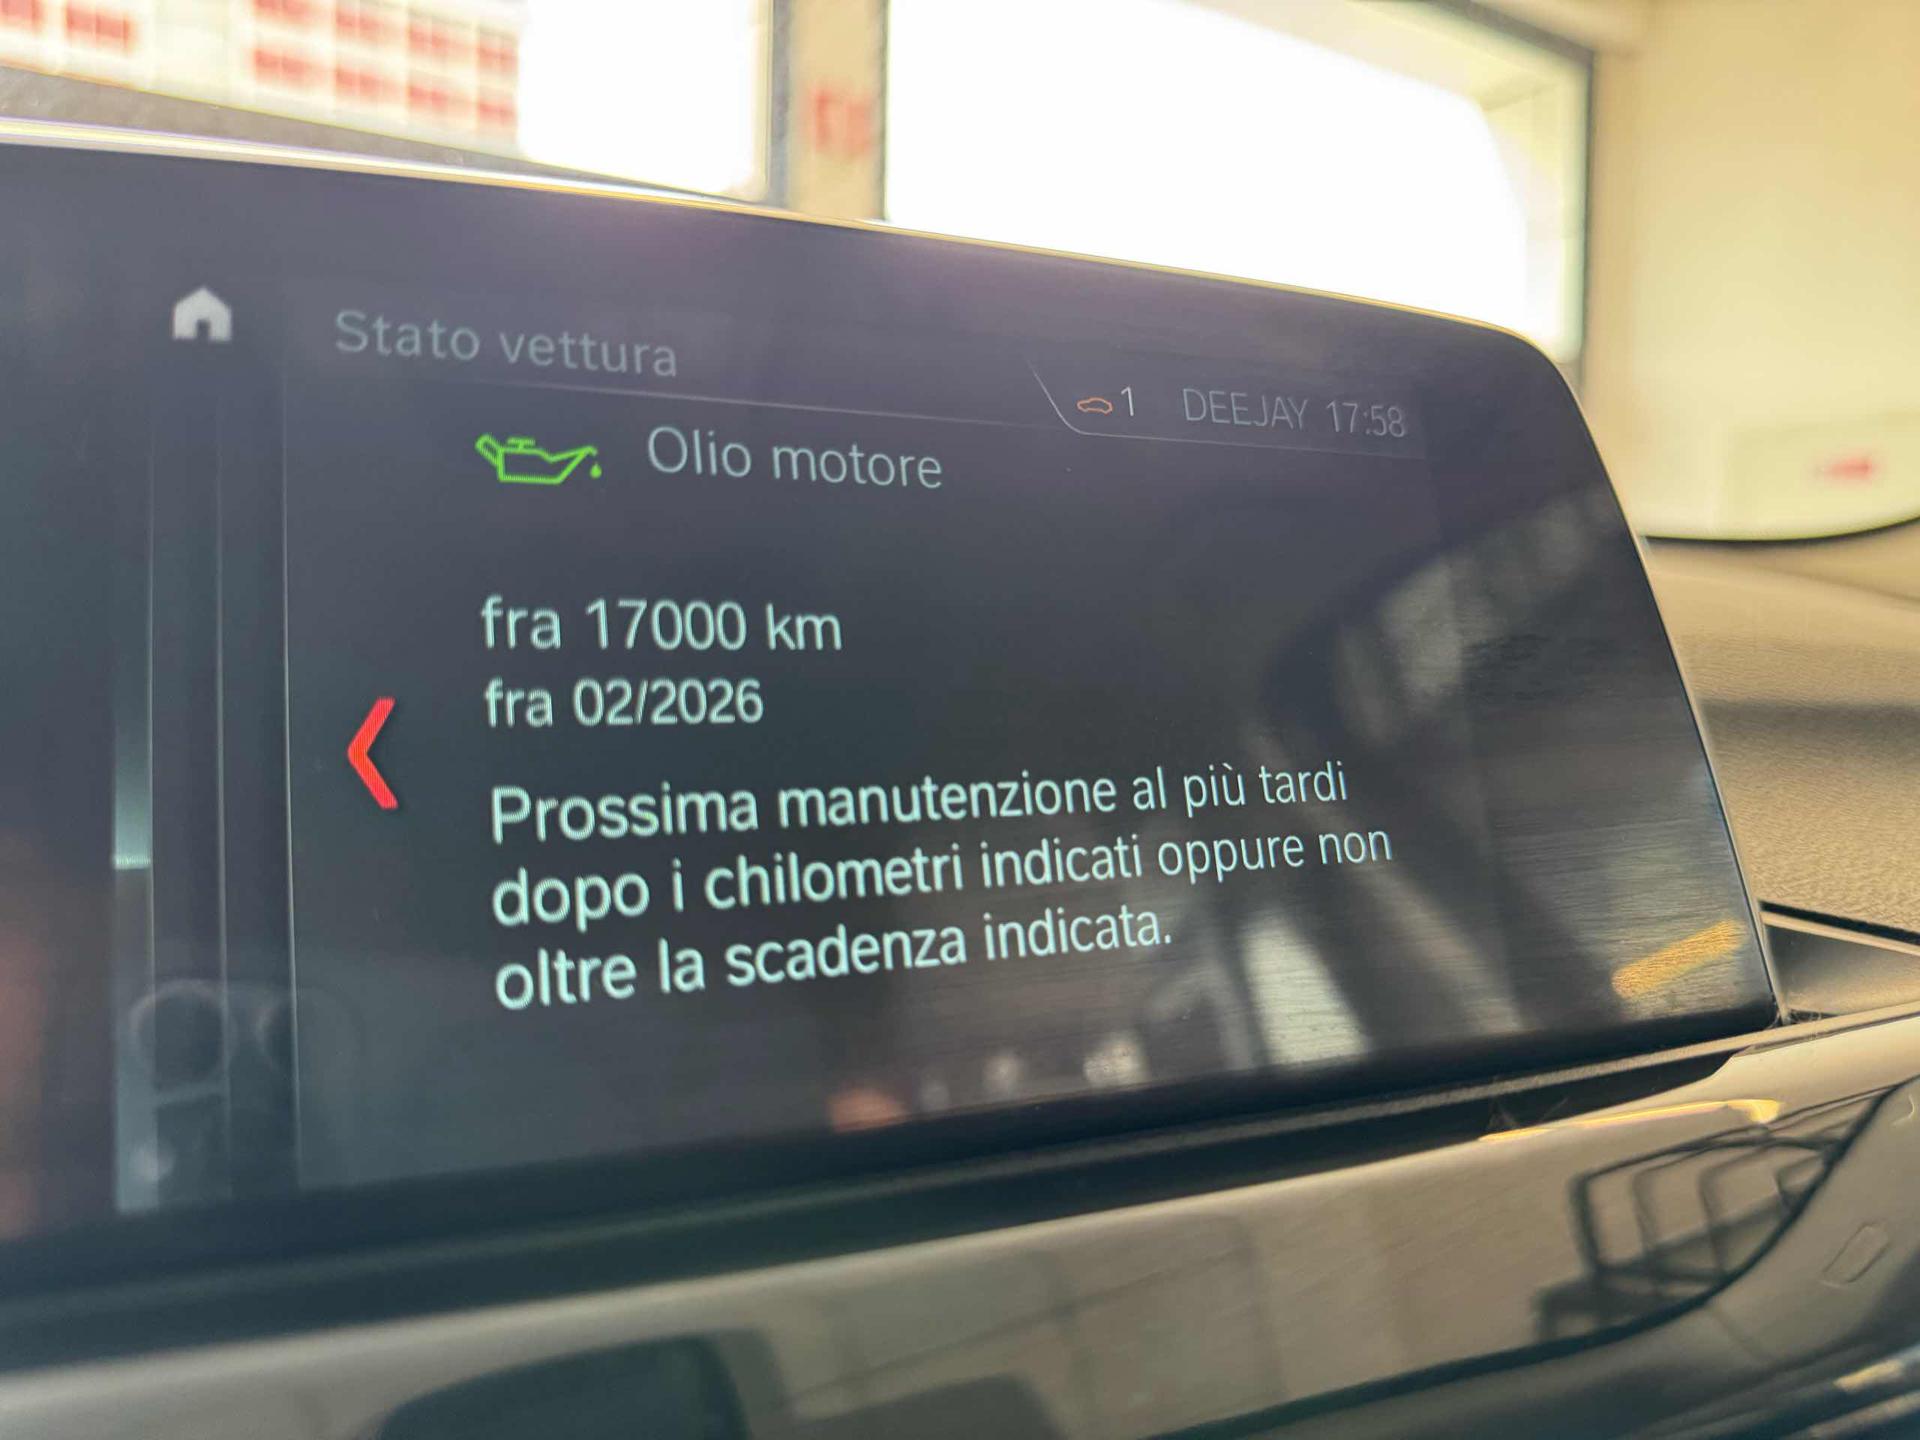 Stato vettura
1 DEEJAY 17:58
Olio motore
fra 17000 km
fra 02/2026
Prossima manutenzione al più tardi
dopo i chilometri indicati oppure non
oltre la scadenza indicata.